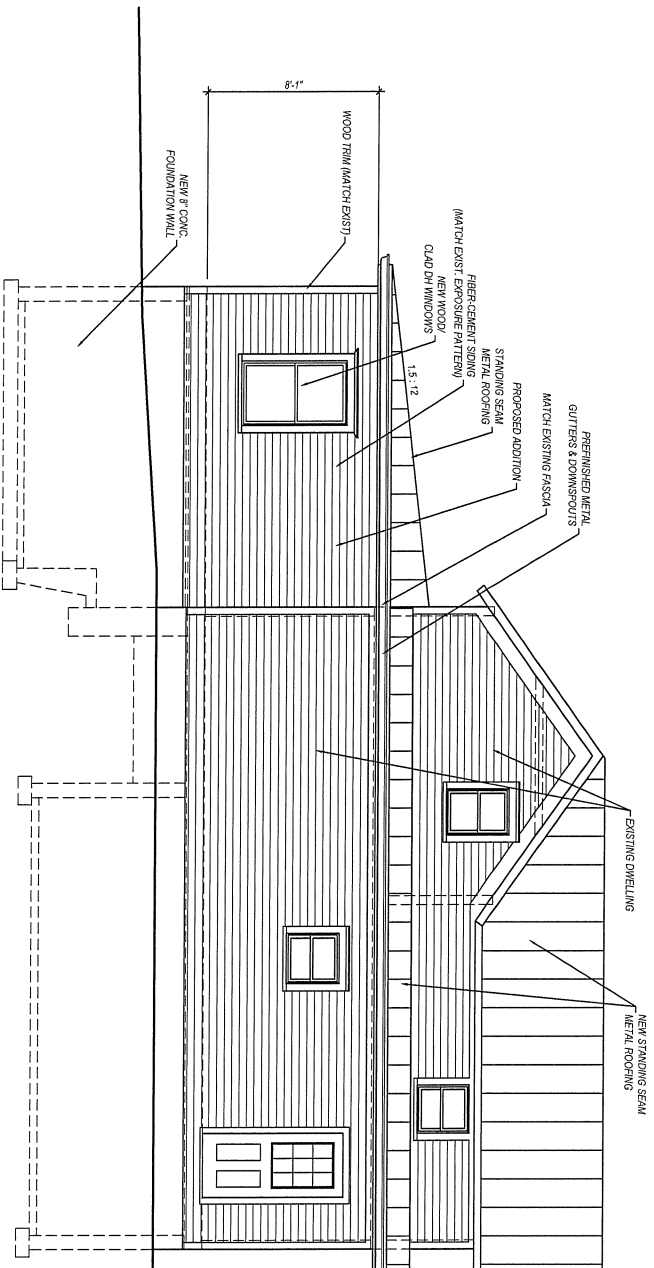 8'-1"
WOOD TRIM (MATCH EXIST)
NEW 8" CONC.
FOUNDATION WALL
FIBER-CEMENT SIDING
(MATCH EXIST. EXPOSURE PATTERN)
NEW WOOD/
CLAD DH WINDOWS
1.5 : 12
STANDING SEAM
METAL ROOFING
PROPOSED ADDITION
MATCH EXISTING FASCIA
PREFINISHED METAL
GUTTERS & DOWNSPOUTS
EXISTING DWELLING
NEW STANDING SEAM
METAL ROOFING